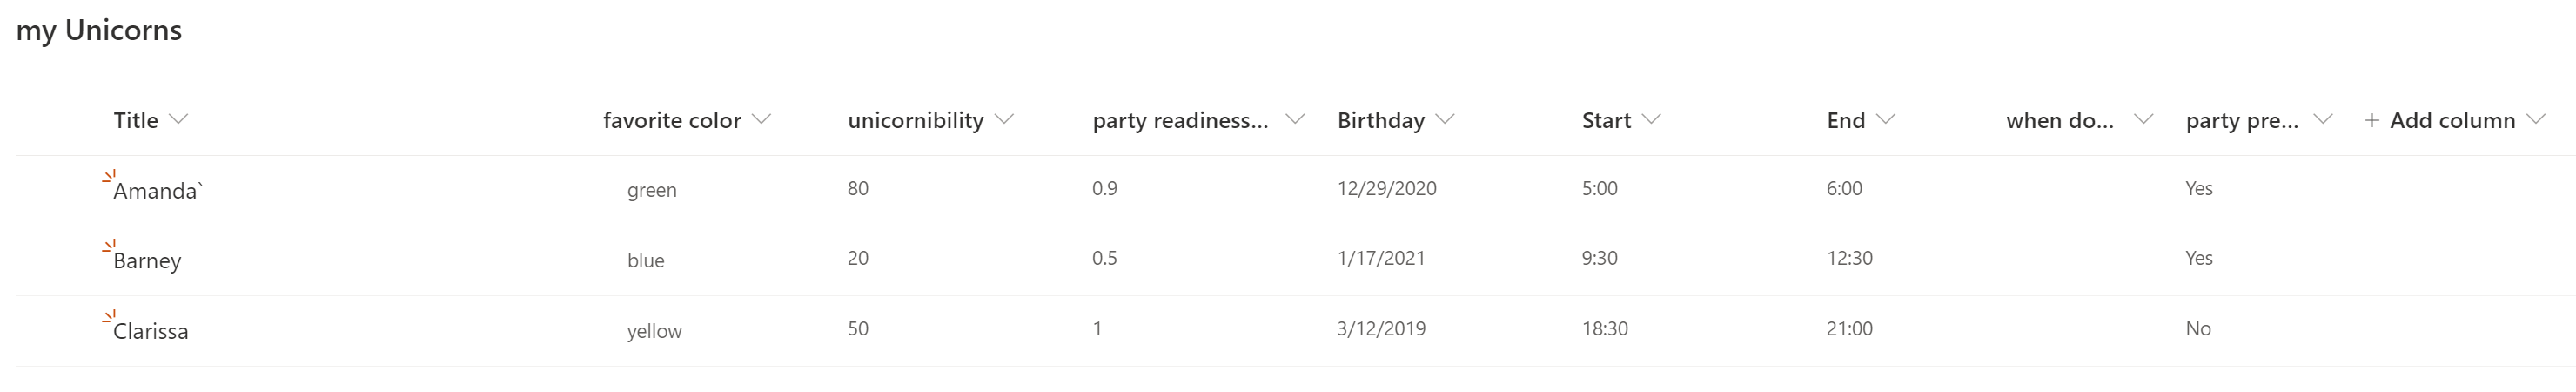 my Unicorns
Title favorite color unicornibility party readiness... Birthday Start End when do... party pre... + Add column
Amanda` green 80 0.9 12/29/2020 5:00 6:00 Yes
Barney blue 20 0.5 1/17/2021 9:30 12:30 Yes
Clarissa yellow 50 1 3/12/2019 18:30 21:00 No